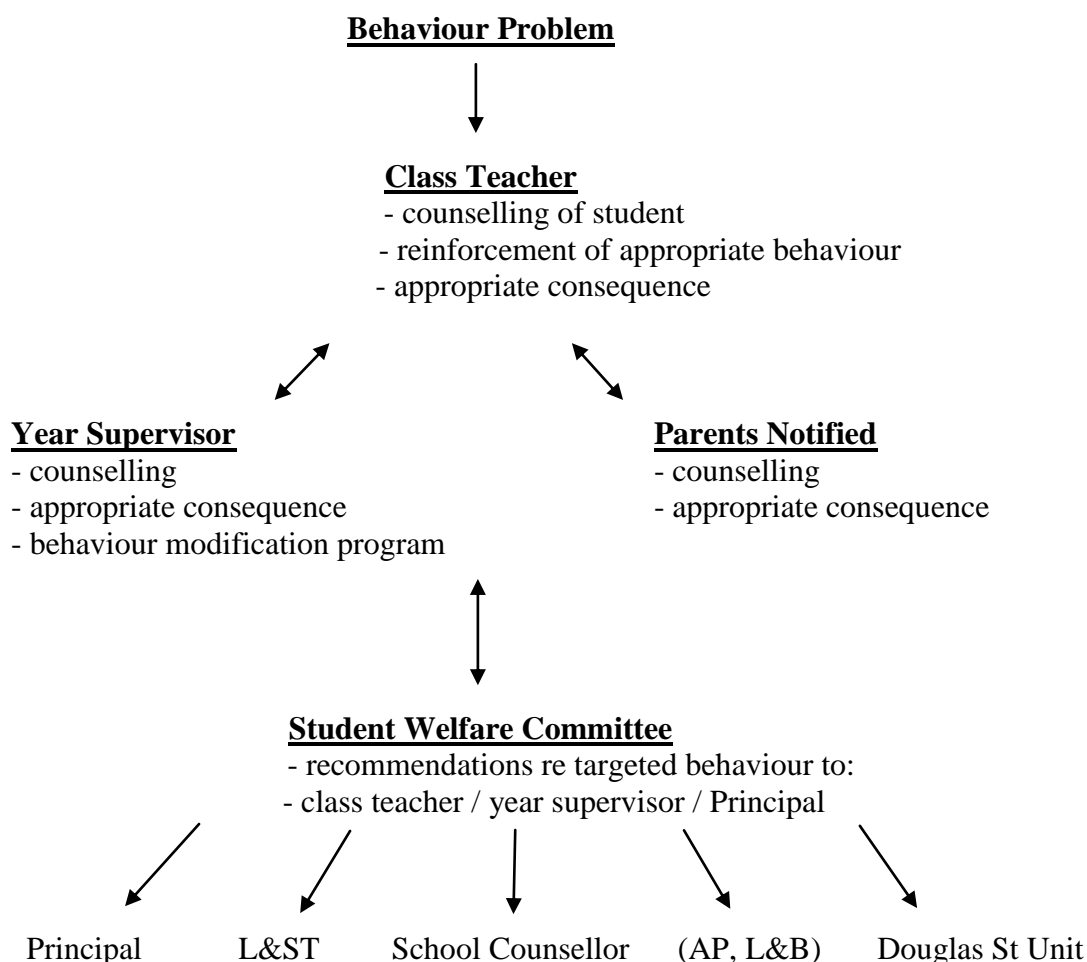 Behaviour Problem
Class Teacher
- counselling of student
- reinforcement of appropriate behaviour
- appropriate consequence
Year Supervisor
- counselling
- appropriate consequence
- behaviour modification program
Parents Notified
- counselling
- appropriate consequence
Student Welfare Committee
- recommendations re targeted behaviour to:
- class teacher / year supervisor / Principal
Principal L&ST School Counsellor (AP, L&B) Douglas St Unit